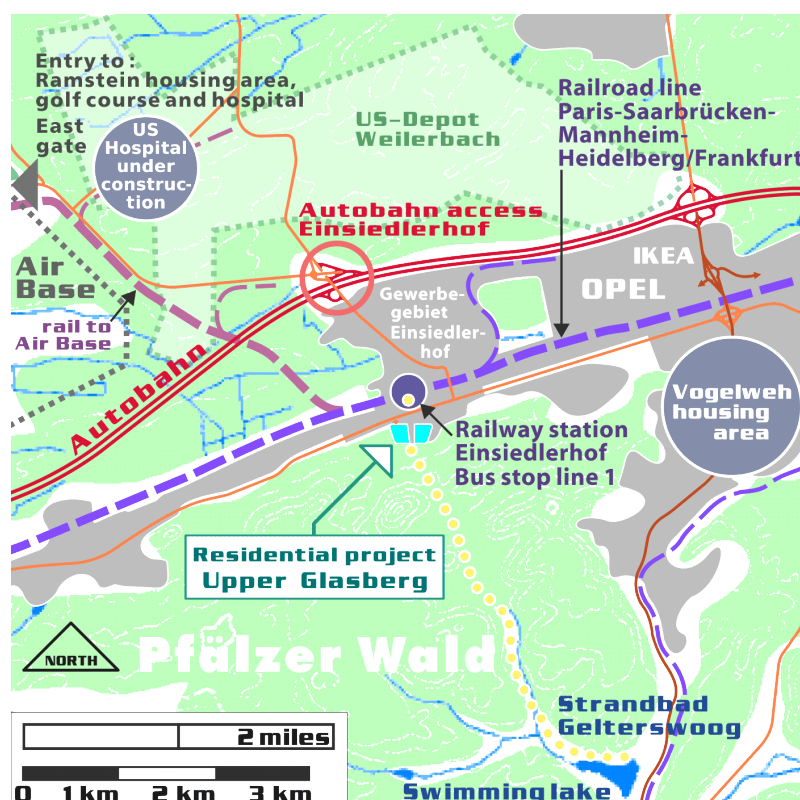 Entry to :
Ramstein housing area,
golf course and hospital
East
gate
US
Hospital
under
construc-
tion
US-Depot
Weilerbach
Railroad line
Paris-Saarbrücken-
Mannheim-
Heidelberg/Frankfurt
Autobahn access
Einsiedlerhof
Air
Base
rail to
Air Base
Autobahn
Gewerbe-
gebiet
Einsiedler-
hof
IKEA
OPEL
Vogelweh
housing
area
Railway station
Einsiedlerhof
Bus stop line 1
Residential project
Upper Glasberg
NORTH
Pfälzer Wald
Strandbad
Gelterswoog
Swimming lake
2 miles
0 1 km 2 km 3 km